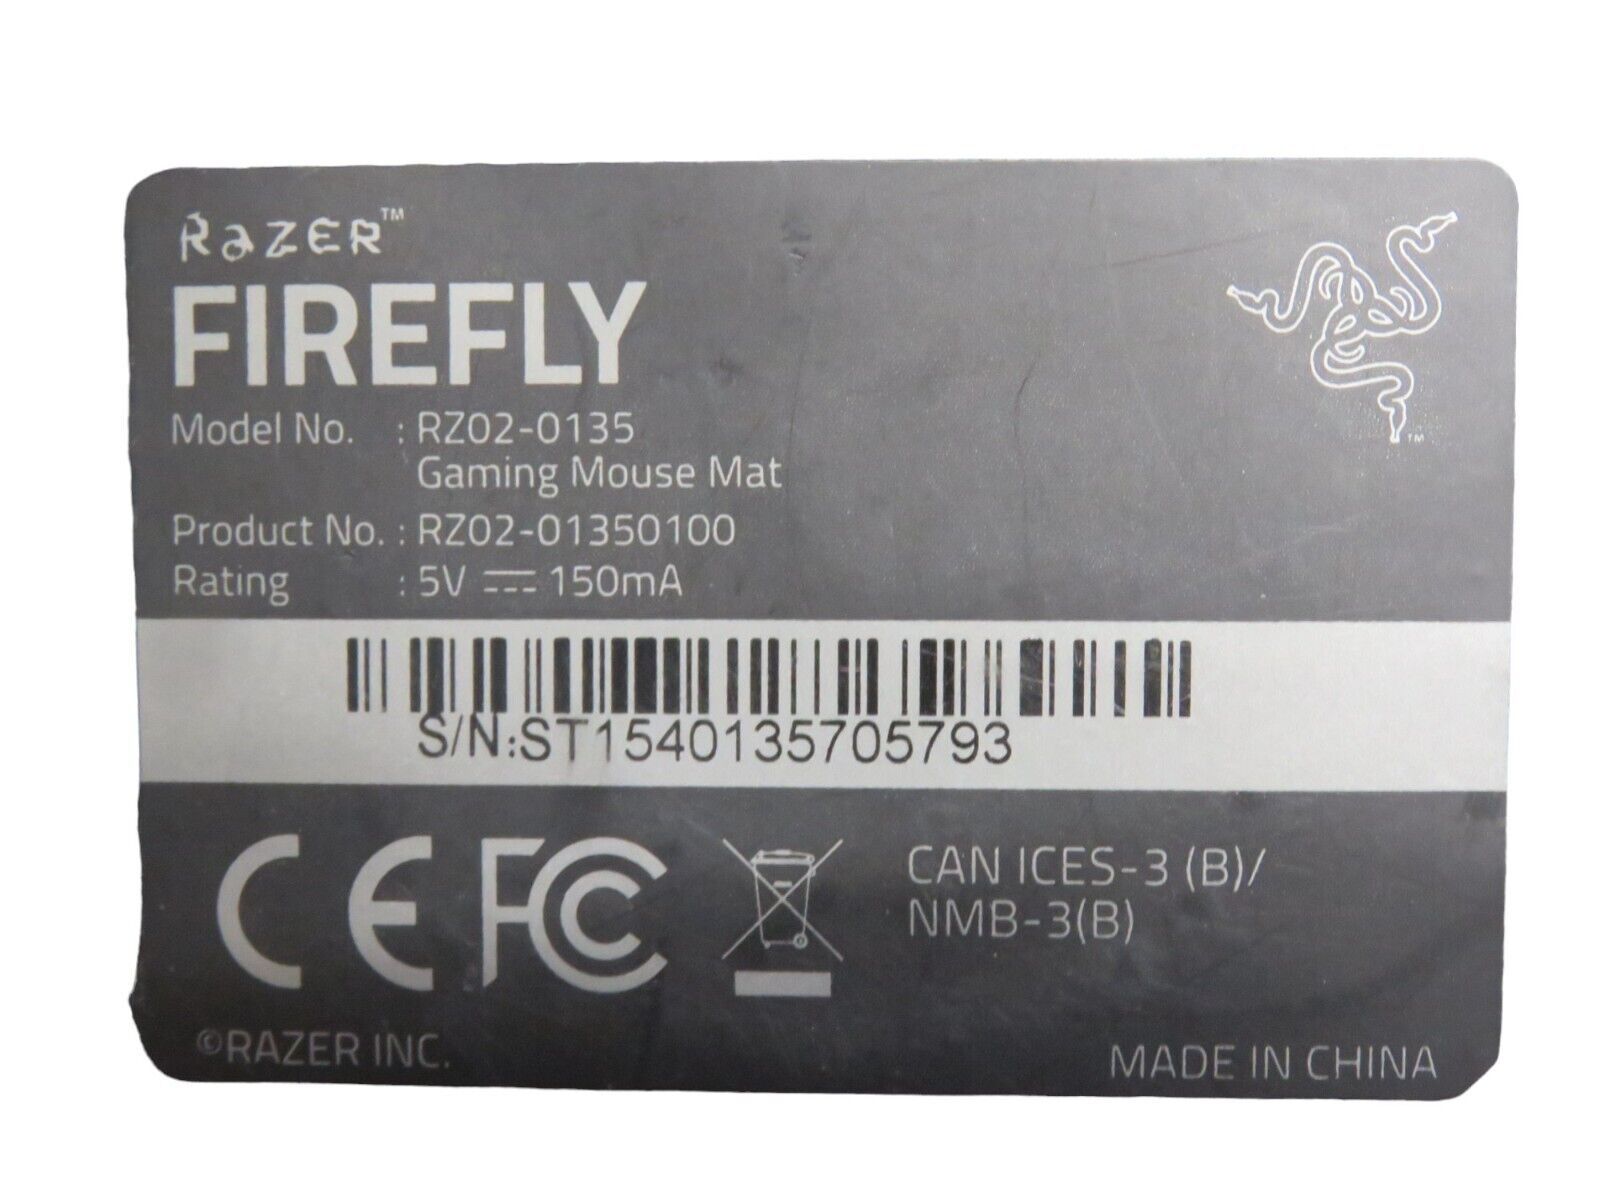 RAZER™
FIREFLY
Model No. : RZ02-0135
Gaming Mouse Mat
Product No. : RZ02-01350100
Rating : 5V ⎓ 150mA
S/N:ST1540135705793
CE FC
CAN ICES-3 (B)/
NMB-3(B)
©RAZER INC.
MADE IN CHINA
™